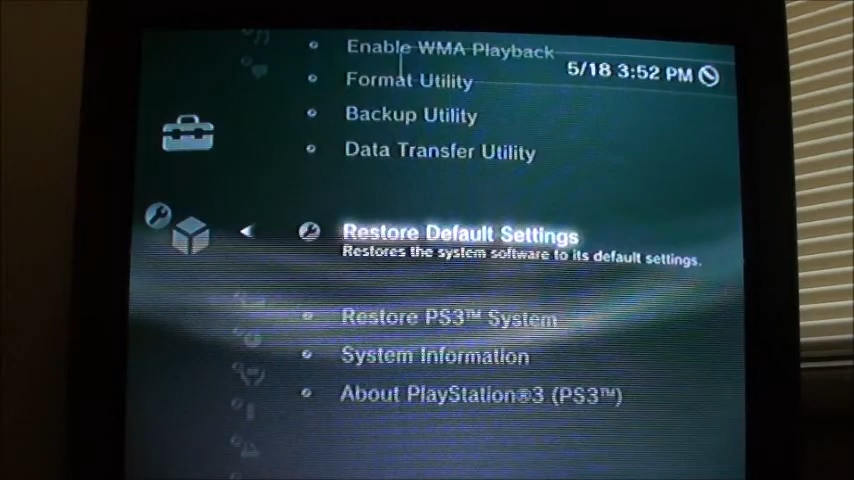 Enable WMA Playback
5/18 3:52 PM
Format Utility
Backup Utility
Data Transfer Utility
Restore Default Settings
Restores the system software to its default settings.
Restore PS3™ System
System Information
About PlayStation®3 (PS3™)